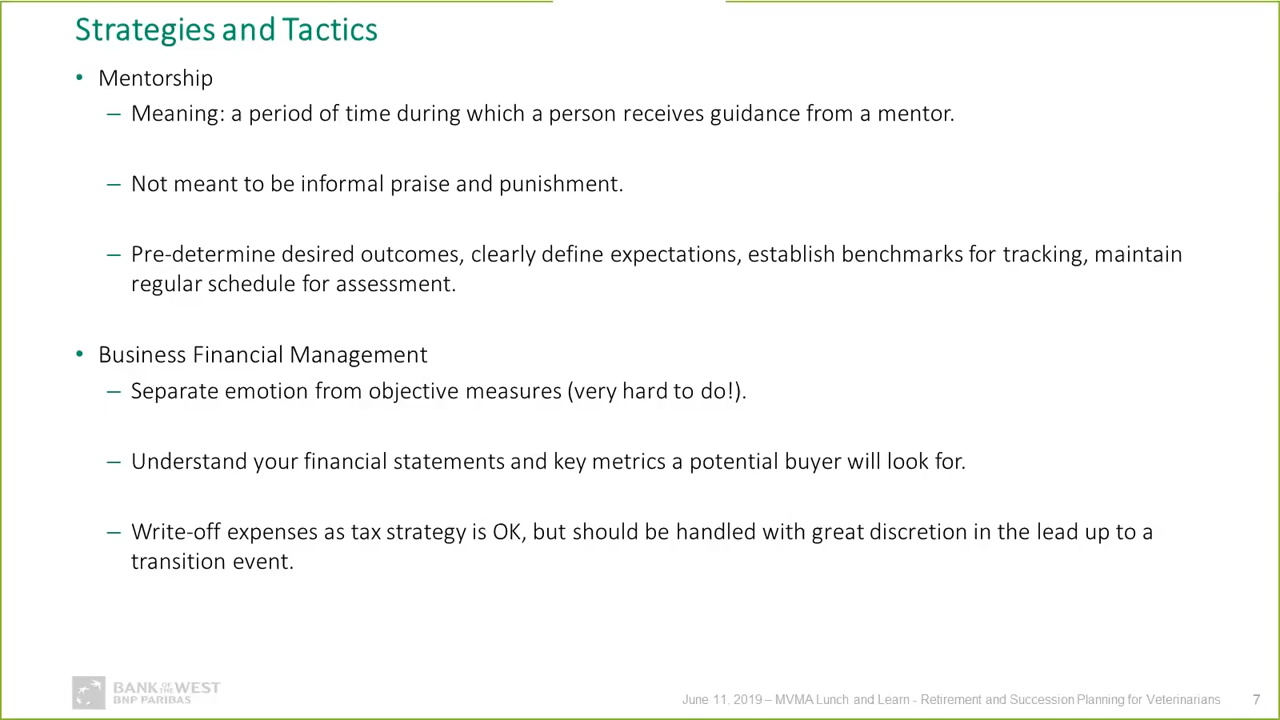 Strategies and Tactics
• Mentorship
– Meaning: a period of time during which a person receives guidance from a mentor.
– Not meant to be informal praise and punishment.
– Pre-determine desired outcomes, clearly define expectations, establish benchmarks for tracking, maintain
regular schedule for assessment.
• Business Financial Management
– Separate emotion from objective measures (very hard to do!).
– Understand your financial statements and key metrics a potential buyer will look for.
– Write-off expenses as tax strategy is OK, but should be handled with great discretion in the lead up to a
transition event.
BANK OF THE WEST
BNP PARIBAS
June 11, 2019 – MVMA Lunch and Learn - Retirement and Succession Planning for Veterinarians 7